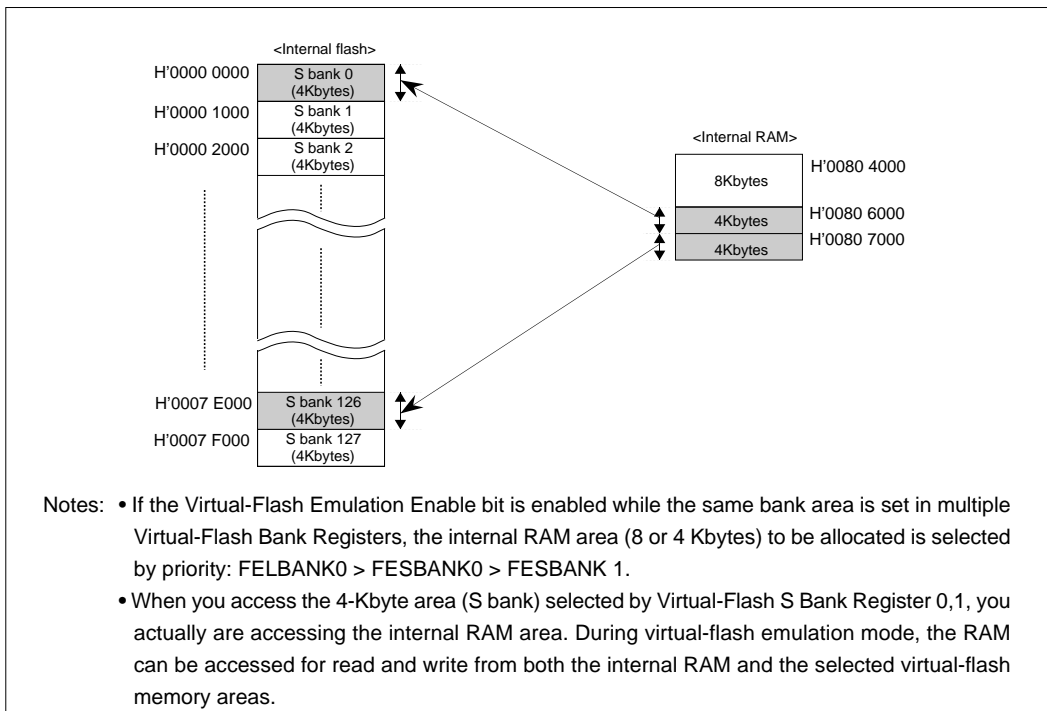 <Internal flash>
H'0000 0000
S bank 0
(4Kbytes)
H'0000 1000
S bank 1
(4Kbytes)
H'0000 2000
S bank 2
(4Kbytes)
H'0007 E000
S bank 126
(4Kbytes)
H'0007 F000
S bank 127
(4Kbytes)
<Internal RAM>
8Kbytes
H'0080 4000
4Kbytes
H'0080 6000
4Kbytes
H'0080 7000
Notes: • If the Virtual-Flash Emulation Enable bit is enabled while the same bank area is set in multiple
Virtual-Flash Bank Registers, the internal RAM area (8 or 4 Kbytes) to be allocated is selected
by priority: FELBANK0 > FESBANK0 > FESBANK 1.
• When you access the 4-Kbyte area (S bank) selected by Virtual-Flash S Bank Register 0,1, you
actually are accessing the internal RAM area. During virtual-flash emulation mode, the RAM
can be accessed for read and write from both the internal RAM and the selected virtual-flash
memory areas.